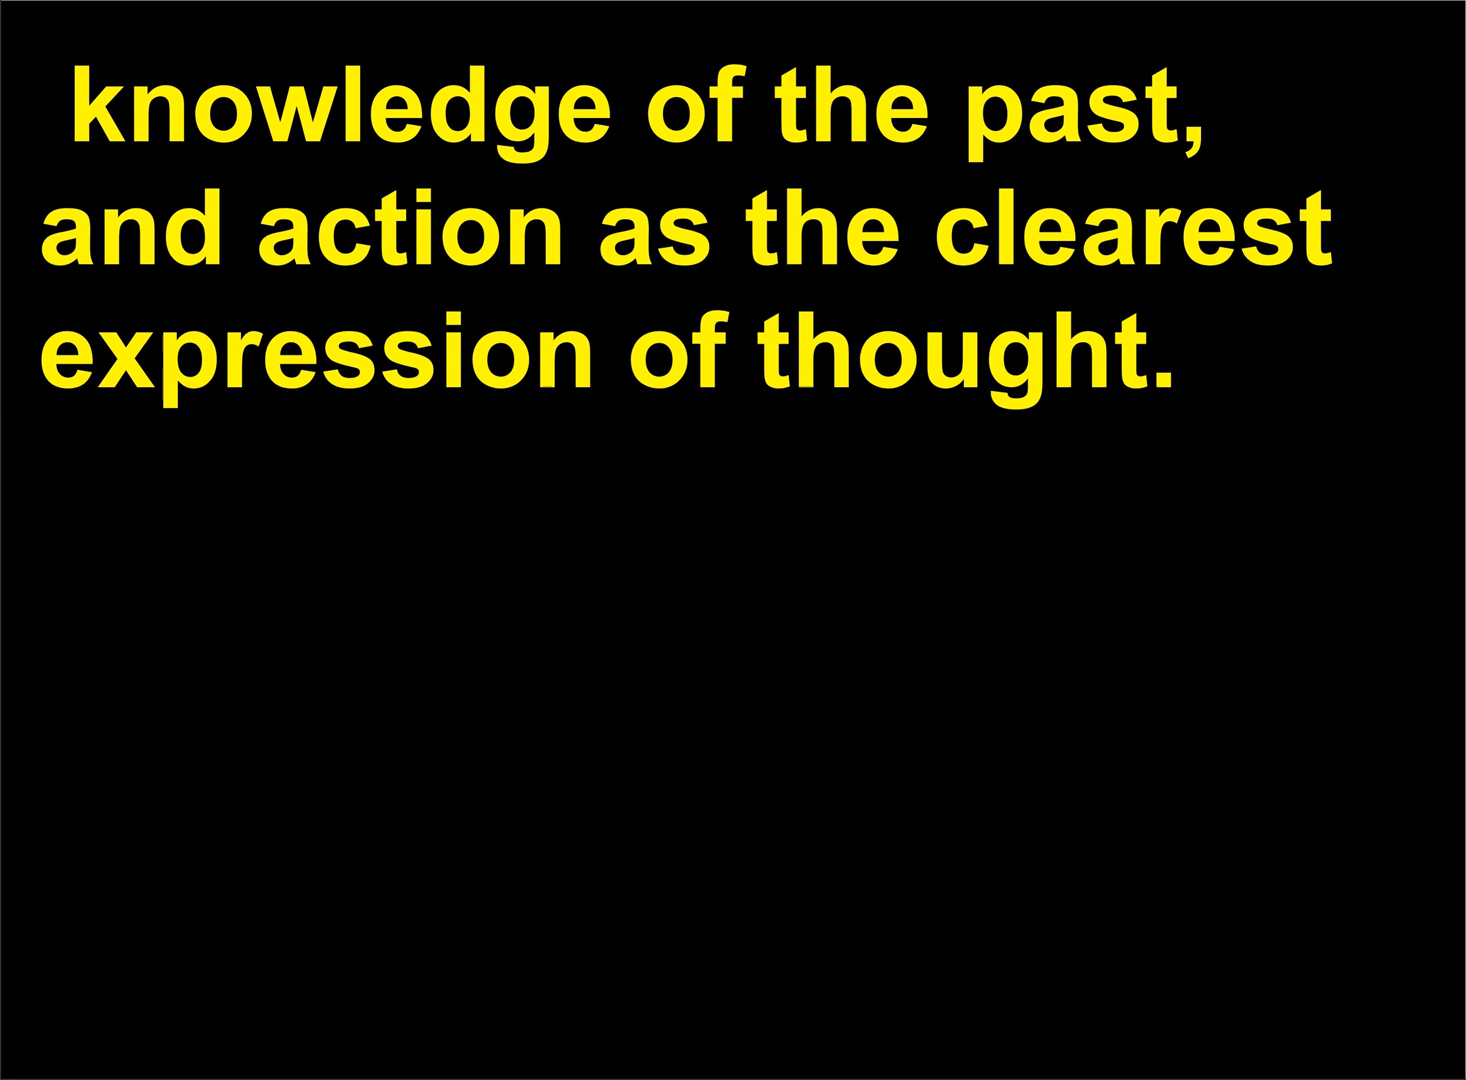 knowledge of the past,
and action as the clearest
expression of thought.